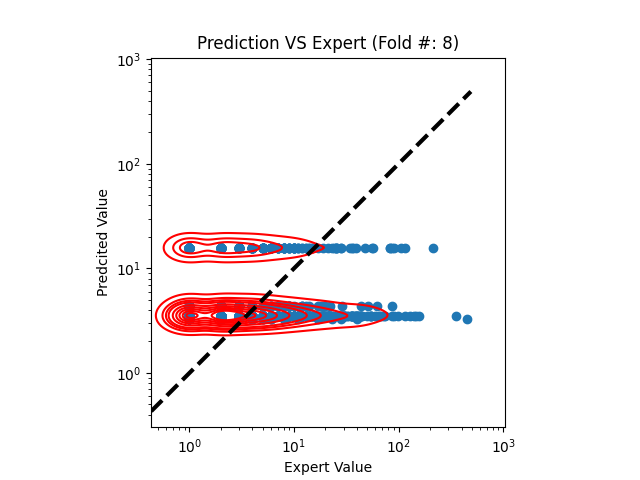 Prediction VS Expert (Fold #: 8)
10³
10²
10¹
10⁰
Predcited Value
10⁰ 10¹ 10² 10³
Expert Value